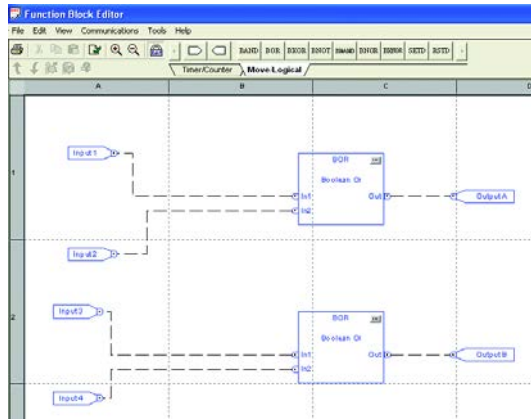 Function Block Editor
File Edit View Communications Tools Help
BAND BOR BXOR BNOT BNAND BNOR BXNOR SETD RSTD
Timer/Counter Move-Logical
A B C D
1
Input1
BOR
Boolean Or
In1 Out
In2
OutputA
Input2
2
Input3
BOR
Boolean Or
In1 Out
In2
OutputB
Input4